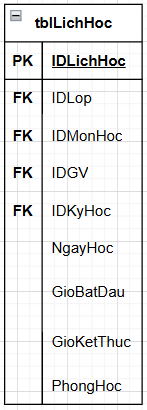 tblLichHoc
PK IDLichHoc
FK IDLop
FK IDMonHoc
FK IDGV
FK IDKyHoc
NgayHoc
GioBatDau
GioKetThuc
PhongHoc